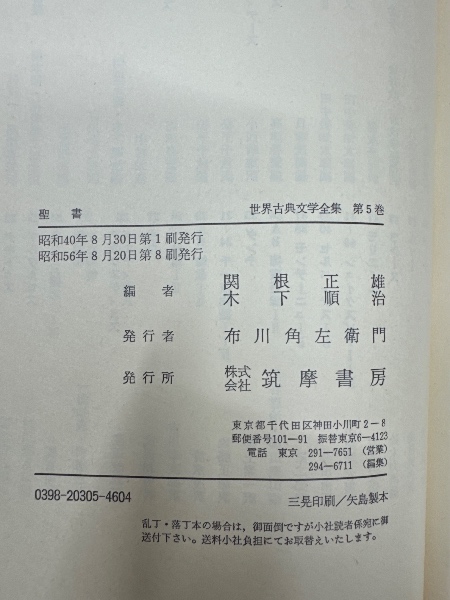 聖書 世界古典文学全集 第5巻
昭和40年8月30日第1刷発行
昭和56年8月20日第8刷発行
編者 関根正雄
木下順治
発行者 布川角左衛門
発行所 株式会社 筑摩書房
東京都千代田区神田小川町2-8
郵便番号101-91 振替東京6-4123
電話 東京 291-7651 (営業)
294-6711 (編集)
0398-20305-4604 三晃印刷/矢島製本
乱丁・落丁本の場合は,御面倒ですが小社読者係宛に御
送付下さい。送料小社負担にてお取替えいたします。